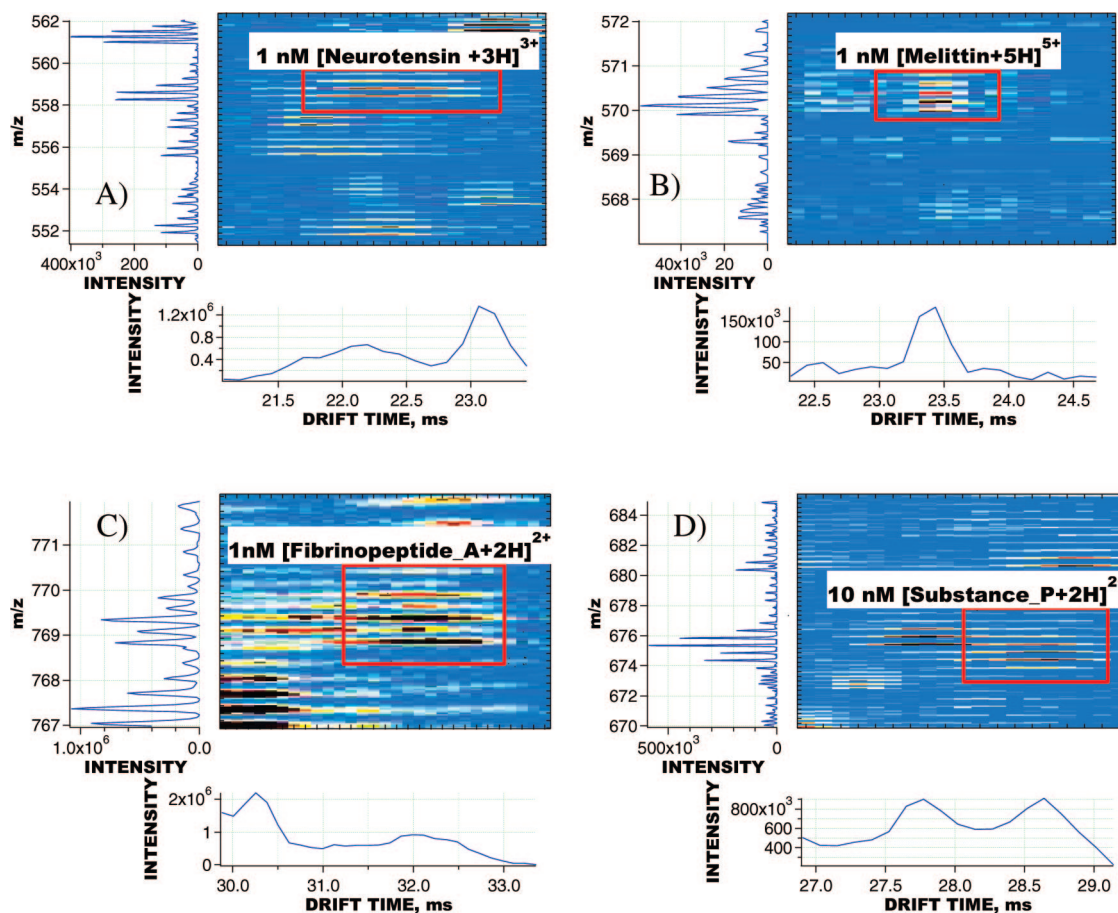 A)
1 nM [Neurotensin +3H]3+
m/z
562
560
558
556
554
552
400x10³ 200 0
INTENSITY
INTENSITY
1.2x10⁶
0.8
0.4
21.5 22.0 22.5 23.0
DRIFT TIME, ms
B)
1 nM [Melittin+5H]5+
m/z
572
571
570
569
568
40x10³ 20 0
INTENSITY
INTENISTY
150x10³
100
50
22.5 23.0 23.5 24.0 24.5
DRIFT TIME, ms
C)
1nM [Fibrinopeptide_A+2H]2+
m/z
771
770
769
768
767
1.0x10⁶ 0.0
INTENSITY
INTENSITY
2x10⁶
1
0
30.0 31.0 32.0 33.0
DRIFT TIME, ms
D)
10 nM [Substance_P+2H]2
m/z
684
682
680
678
676
674
672
670
500x10³ 0
INTENSITY
INTENSITY
800x10³
600
400
27.0 27.5 28.0 28.5 29.0
DRIFT TIME, ms